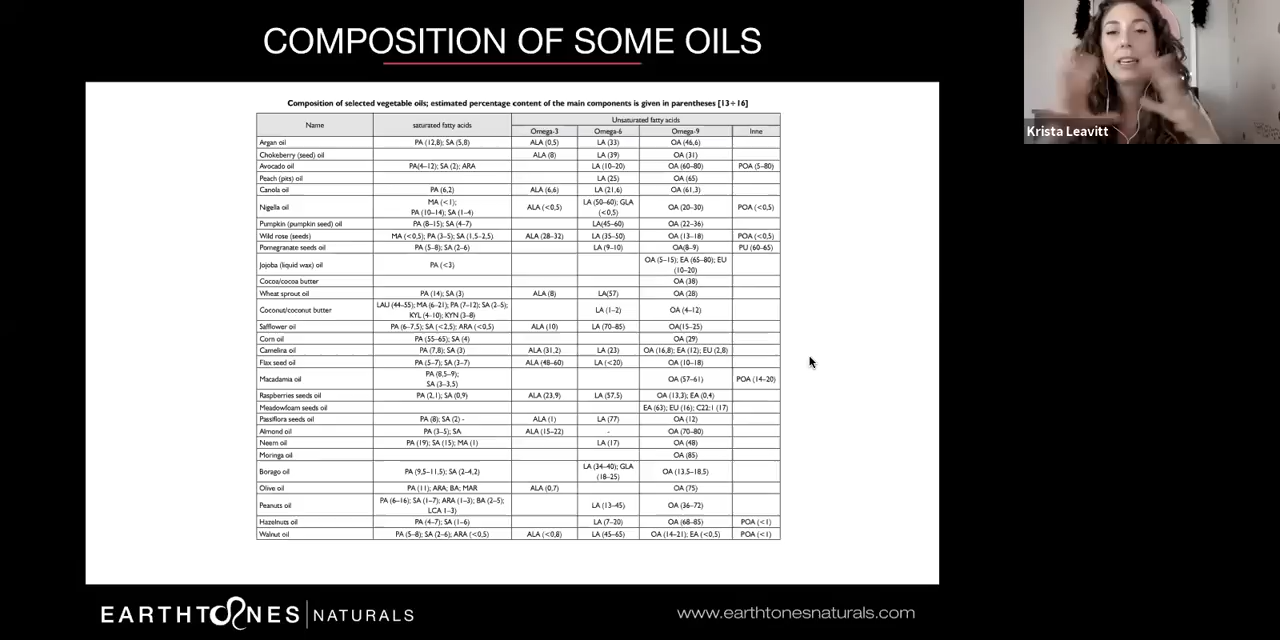 COMPOSITION OF SOME OILS
Krista Leavitt
Composition of selected vegetable oils; estimated percentage content of the main components is given in parentheses [13÷16]
Name saturated fatty acids Unsaturated fatty acids
Omega-3 Omega-6 Omega-9 Inne
Argan oil PA (12,8); SA (5,8) ALA (0,5) LA (33) OA (46,6)
Chokeberry (seed) oil ALA (8) LA (39) OA (31)
Avocado oil PA(4–12); SA (2); ARA LA (10–20) OA (60–80) POA (5–80)
Peach (pits) oil LA (25) OA (65)
Canola oil PA (6,2) ALA (6,6) LA (21,6) OA (61,3)
Nigella oil MA (<1); PA (10–14); SA (1–4) ALA (<0,5) LA (50–60); GLA (<0,5) OA (20–30) POA (<0,5)
Pumpkin (pumpkin seed) oil PA (8–15); SA (4–7) LA(45–60) OA (22–36)
Wild rose (seeds) MA (<0,5); PA (3–5); SA (1,5–2,5) ALA (28–32) LA (35–50) OA (13–18) POA (<0,5)
Pomegranate seeds oil PA (5–8); SA (2–6) LA (9–10) OA(8–9) PU (60–65)
Jojoba (liquid wax) oil PA (<3) OA (5–15); EA (65–80); EU (10–20)
Cocoa/cocoa butter OA (38)
Wheat sprout oil PA (14); SA (3) ALA (8) LA(57) OA (28)
Coconut/coconut butter LAU (44–55); MA (6–21); PA (7–12); SA (2–5); KYL (4–10); KYN (3–8) LA (1–2) OA (4–12)
Safflower oil PA (6–7,5); SA (<2,5); ARA (<0,5) ALA (10) LA (70–85) OA(15–25)
Corn oil PA (55–65); SA (4) OA (29)
Camelira oil PA (7,8); SA (3) ALA (31,2) LA (23) OA (16,8); EA (12); EU (2,8)
Flax seed oil PA (5–7); SA (3–7) ALA (48–60) LA (<20) OA (10–18)
Macadamia oil PA (8,5–9); SA (3–3,5) OA (57–61) POA (14–20)
Raspberries seeds oil PA (2,1); SA (0,9) ALA (23,9) LA (57,5) OA (13,3); EA (0,4)
Meadowfoam seeds oil EA (63); EU (16); C22:1 (17)
Passiflora seeds oil PA (8); SA (2) - ALA (1) LA (77) OA (12)
Almond oil PA (3–5); SA ALA (15–22) - OA (70–80)
Neem oil PA (19); SA (15); MA (1) LA (17) OA (48)
Moringa oil OA (85)
Borago oil PA (9,5–11,5); SA (2–4,2) LA (34–40); GLA (18–25) OA (13,5–18,5)
Olive oil PA (11); ARA; BA; MAR ALA (0,7) OA (75)
Peanuts oil PA (6–16); SA (1–7); ARA (1–3); BA (2–5); LCA 1–3) LA (13–45) OA (36–72)
Hazelnuts oil PA (4–7); SA (1–6) LA (7–20) OA (68–85) POA (<1)
Walnut oil PA (5–8); SA (2–6); ARA (<0,5) ALA (<0,8) LA (45–65) OA (14–21); EA (<0,5) POA (<1)
EARTHTONES NATURALS
www.earthtonesnaturals.com